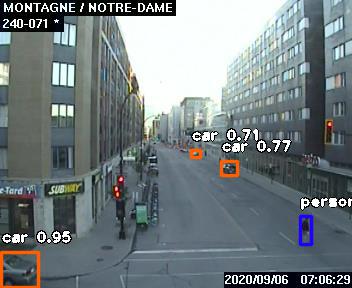 MONTAGNE / NOTRE-DAME
240-071 *
car 0.71
car 0.77
person
e-Tard
SUBWAY
car 0.95
2020/09/06 07:06:29